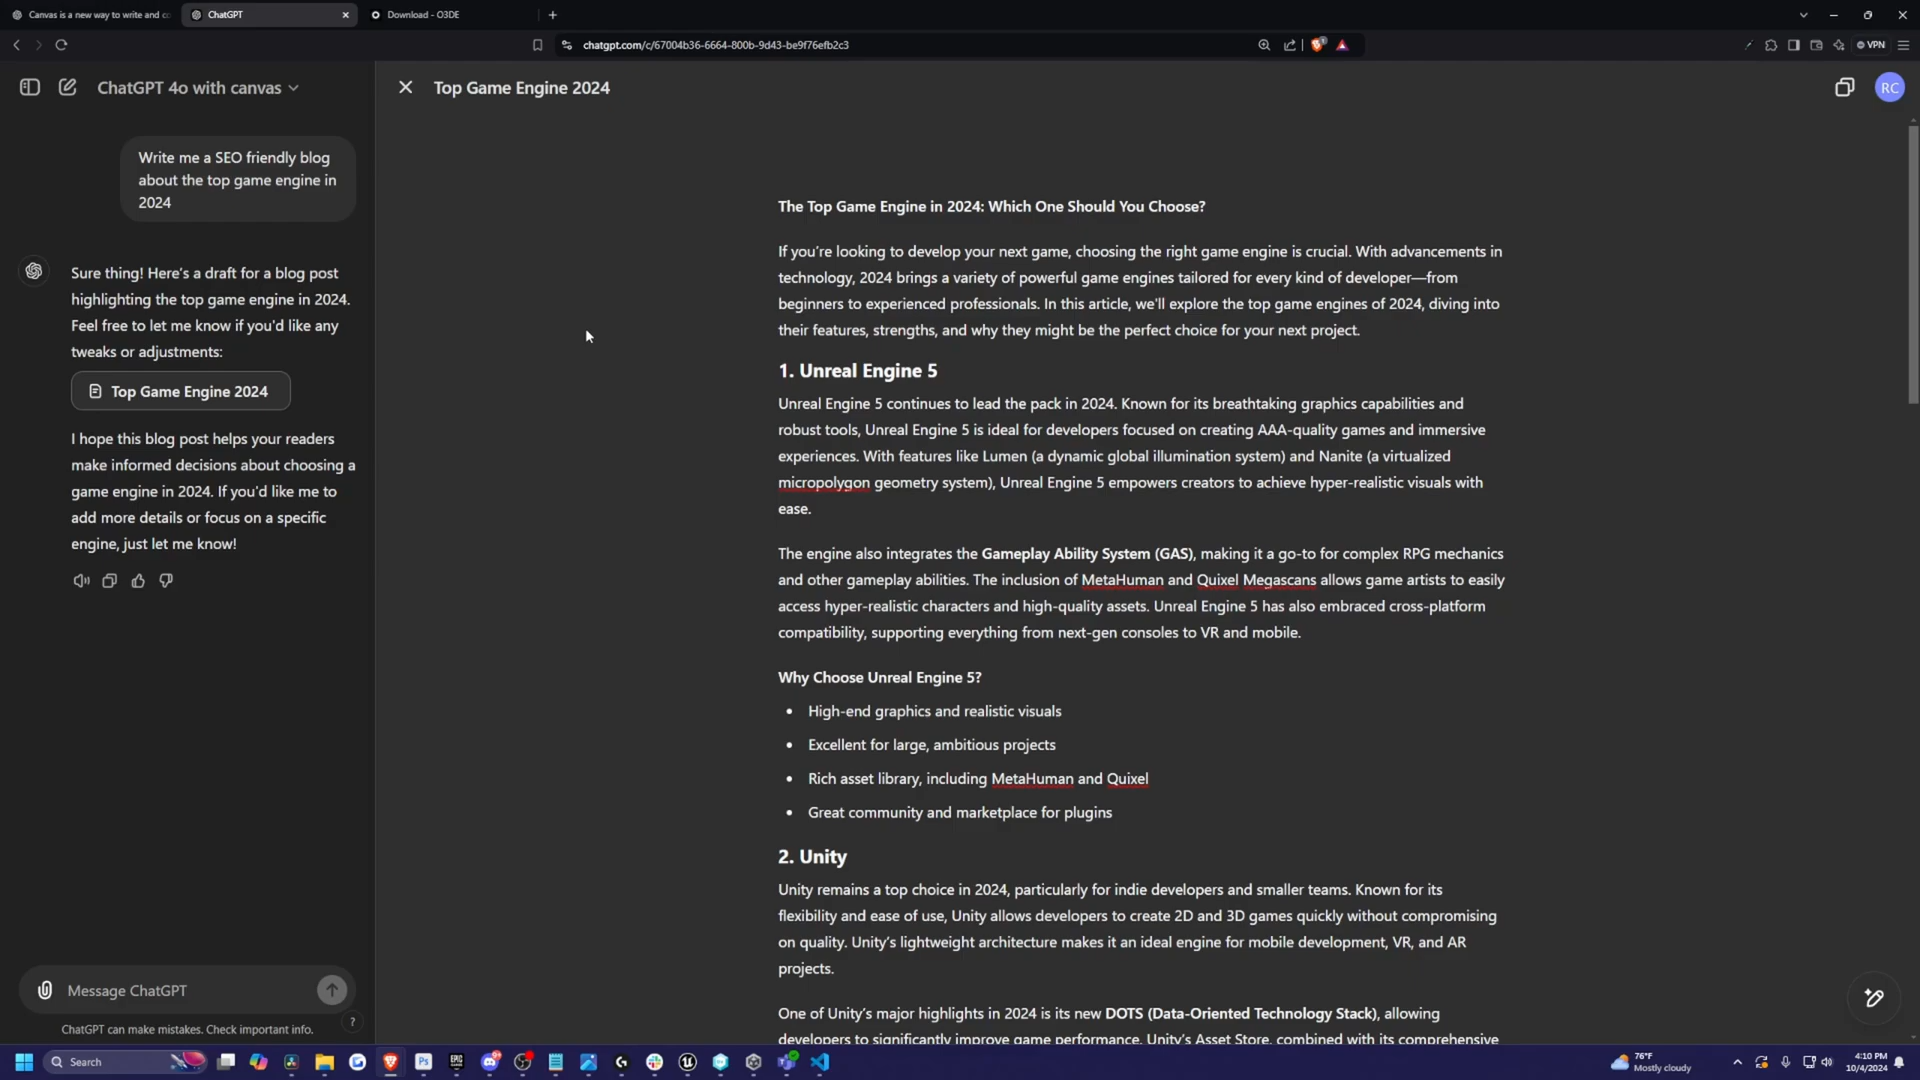 Canvas is a new way to write and co
ChatGPT
Download - O3DE
chatgpt.com/c/67004b36-6664-800b-9d43-be9f76efb2c3
VPN
ChatGPT 4o with canvas
Top Game Engine 2024
RC
Write me a SEO friendly blog
about the top game engine in
2024
Sure thing! Here's a draft for a blog post
highlighting the top game engine in 2024.
Feel free to let me know if you'd like any
tweaks or adjustments:
Top Game Engine 2024
I hope this blog post helps your readers
make informed decisions about choosing a
game engine in 2024. If you'd like me to
add more details or focus on a specific
engine, just let me know!
Message ChatGPT
ChatGPT can make mistakes. Check important info.
?
The Top Game Engine in 2024: Which One Should You Choose?
If you're looking to develop your next game, choosing the right game engine is crucial. With advancements in
technology, 2024 brings a variety of powerful game engines tailored for every kind of developer—from
beginners to experienced professionals. In this article, we'll explore the top game engines of 2024, diving into
their features, strengths, and why they might be the perfect choice for your next project.
1. Unreal Engine 5
Unreal Engine 5 continues to lead the pack in 2024. Known for its breathtaking graphics capabilities and
robust tools, Unreal Engine 5 is ideal for developers focused on creating AAA-quality games and immersive
experiences. With features like Lumen (a dynamic global illumination system) and Nanite (a virtualized
micropolygon geometry system), Unreal Engine 5 empowers creators to achieve hyper-realistic visuals with
ease.
The engine also integrates the Gameplay Ability System (GAS), making it a go-to for complex RPG mechanics
and other gameplay abilities. The inclusion of MetaHuman and Quixel Megascans allows game artists to easily
access hyper-realistic characters and high-quality assets. Unreal Engine 5 has also embraced cross-platform
compatibility, supporting everything from next-gen consoles to VR and mobile.
Why Choose Unreal Engine 5?
• High-end graphics and realistic visuals
• Excellent for large, ambitious projects
• Rich asset library, including MetaHuman and Quixel
• Great community and marketplace for plugins
2. Unity
Unity remains a top choice in 2024, particularly for indie developers and smaller teams. Known for its
flexibility and ease of use, Unity allows developers to create 2D and 3D games quickly without compromising
on quality. Unity's lightweight architecture makes it an ideal engine for mobile development, VR, and AR
projects.
One of Unity's major highlights in 2024 is its new DOTS (Data-Oriented Technology Stack), allowing
developers to significantly improve game performance. Unity's Asset Store, combined with its comprehensive
Search
76°F
Mostly cloudy
4:10 PM
10/4/2024